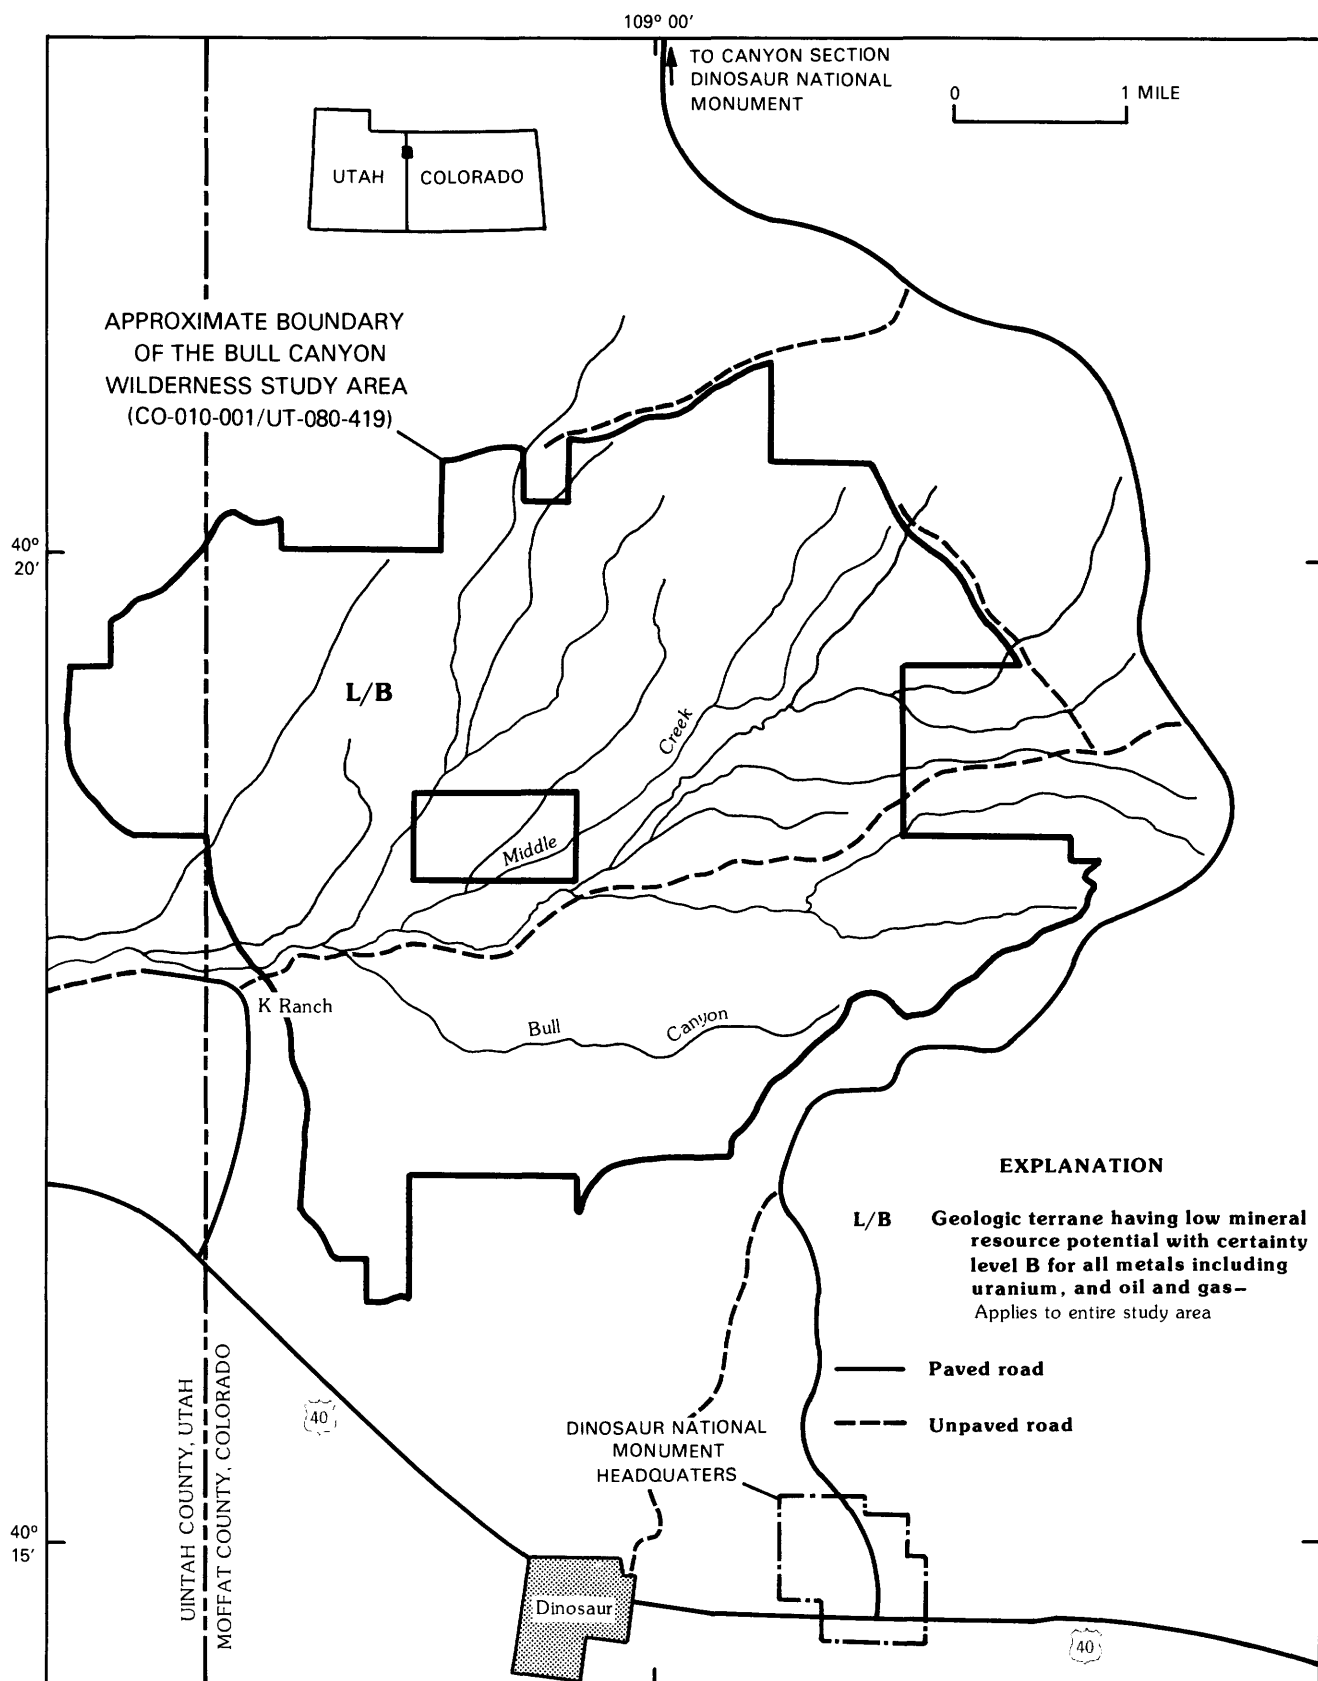 109° 00'
TO CANYON SECTION
DINOSAUR NATIONAL
MONUMENT
0 1 MILE
UTAH COLORADO
APPROXIMATE BOUNDARY
OF THE BULL CANYON
WILDERNESS STUDY AREA
(CO-010-001/UT-080-419)
40°
20'
L/B
Creek
Middle
K Ranch
Bull Canyon
EXPLANATION
L/B Geologic terrane having low mineral
resource potential with certainty
level B for all metals including
uranium, and oil and gas—
Applies to entire study area
Paved road
Unpaved road
UINTAH COUNTY, UTAH
MOFFAT COUNTY, COLORADO
40
DINOSAUR NATIONAL
MONUMENT
HEADQUATERS
40°
15'
Dinosaur
40